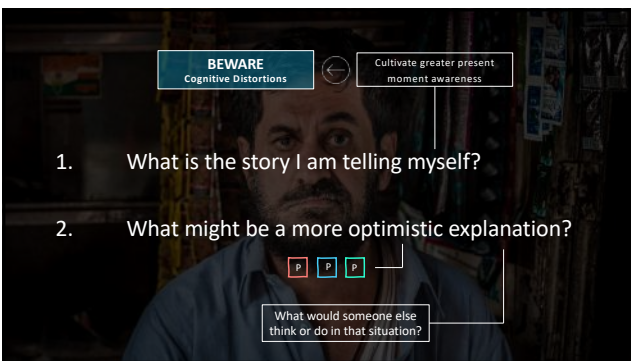 BEWARE
Cognitive Distortions
Cultivate greater present
moment awareness
1. What is the story I am telling myself?
2. What might be a more optimistic explanation?
P P P
What would someone else
think or do in that situation?